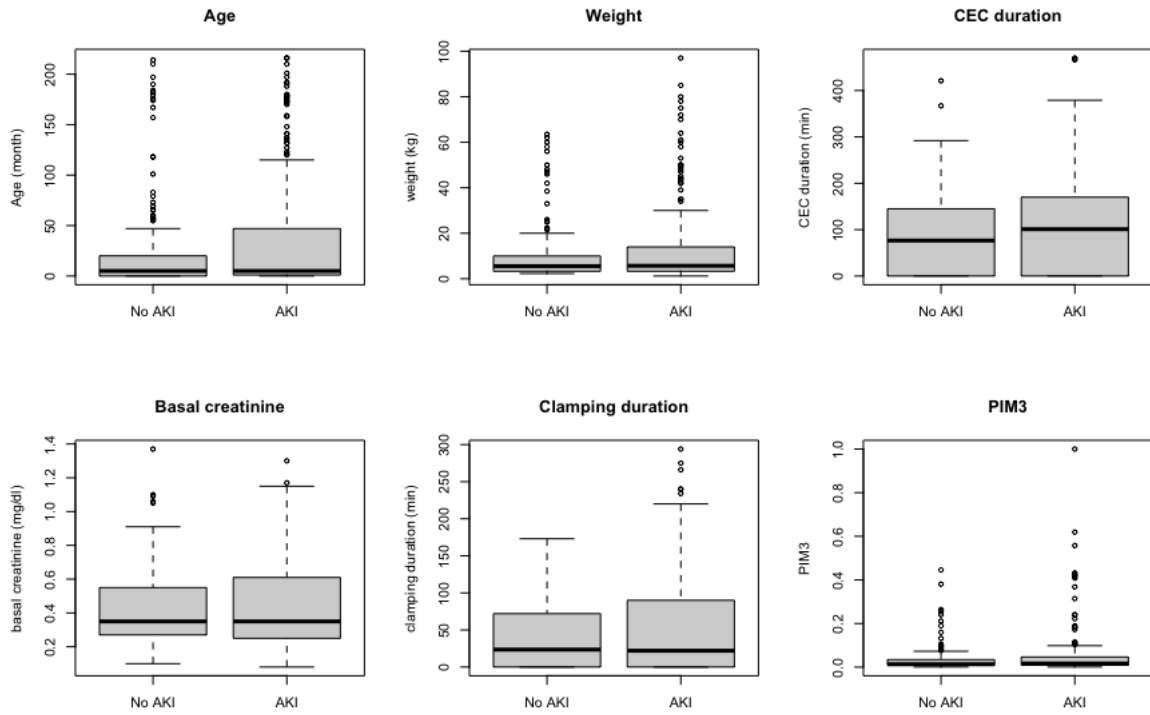 Age
Age (month)
200
150
100
50
0
No AKI
AKI
Weight
weight (kg)
100
80
60
40
20
0
No AKI
AKI
CEC duration
CEC duration (min)
400
300
200
100
0
No AKI
AKI
Basal creatinine
basal creatinine (mg/dl)
1.4
1.2
1.0
0.8
0.6
0.4
0.2
No AKI
AKI
Clamping duration
clamping duration (min)
300
250
200
150
100
50
0
No AKI
AKI
PIM3
PIM3
1.0
0.8
0.6
0.4
0.2
0.0
No AKI
AKI